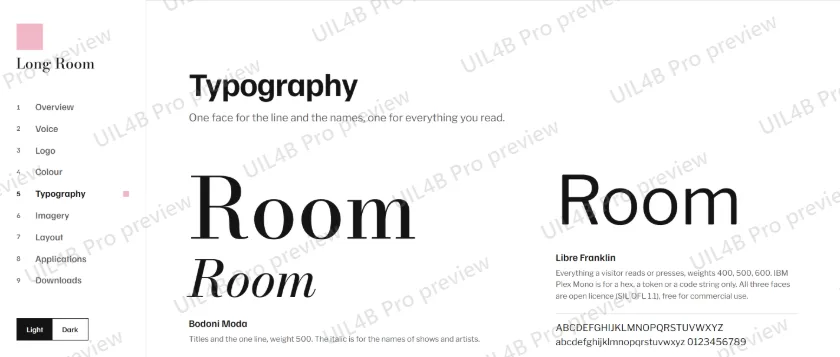 Long Room
1 Overview
2 Voice
3 Logo
4 Colour
5 Typography
6 Imagery
7 Layout
8 Applications
9 Downloads
Light Dark
Typography
One face for the line and the names, one for everything you read.
Room
Room
Bodoni Moda
Titles and the one line, weight 500. The italic is for the names of shows and artists.
Room
Libre Franklin
Everything a visitor reads or presses, weights 400, 500, 600. IBM
Plex Mono is for a hex, a token or a code string only. All three faces
are open licence (SIL OFL 1.1), free for commercial use.
ABCDEFGHIJKLMNOPQRSTUVWXYZ
abcdefghijklmnopqrstuvwxyz 0123456789
UIL4B Pro preview